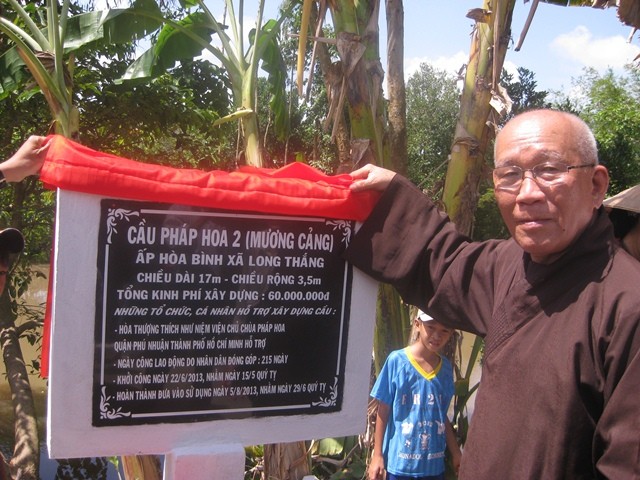 CẦU PHÁP HOA 2 (MƯƠNG CẢNG)
ẤP HÒA BÌNH XÃ LONG THẮNG
CHIỀU DÀI 17m - CHIỀU RỘNG 3,5m
TỔNG KINH PHÍ XÂY DỰNG : 60.000.000đ
NHỮNG TỔ CHỨC, CÁ NHÂN HỖ TRỢ XÂY DỰNG CẦU :
- HÒA THƯỢNG THÍCH NHƯ NIỆM VIỆN CHỦ CHÙA PHÁP HOA
QUẬN PHÚ NHUẬN THÀNH PHỐ HỒ CHÍ MINH HỖ TRỢ
- NGÀY CÔNG LAO ĐỘNG DO NHÂN DÂN ĐÓNG GÓP : 215 NGÀY
- KHỞI CÔNG NGÀY 22/6/2013, NHẰM NGÀY 15/5 QUÝ TỴ
- HOÀN THÀNH ĐƯA VÀO SỬ DỤNG NGÀY 5/8/2013, NHẰM NGÀY 29/6 QUÝ TỴ